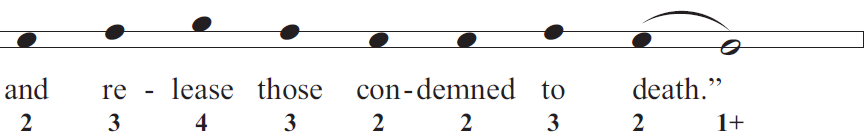 and re - lease those con - demned to death.”
2 3 4 3 2 2 3 2 1+